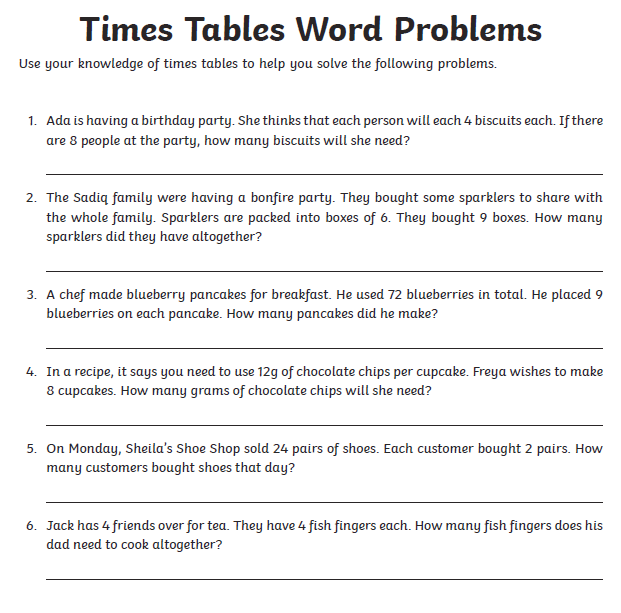 Times Tables Word Problems
Use your knowledge of times tables to help you solve the following problems.
1. Ada is having a birthday party. She thinks that each person will each 4 biscuits each. If there
are 8 people at the party, how many biscuits will she need?
2. The Sadiq family were having a bonfire party. They bought some sparklers to share with
the whole family. Sparklers are packed into boxes of 6. They bought 9 boxes. How many
sparklers did they have altogether?
3. A chef made blueberry pancakes for breakfast. He used 72 blueberries in total. He placed 9
blueberries on each pancake. How many pancakes did he make?
4. In a recipe, it says you need to use 12g of chocolate chips per cupcake. Freya wishes to make
8 cupcakes. How many grams of chocolate chips will she need?
5. On Monday, Sheila's Shoe Shop sold 24 pairs of shoes. Each customer bought 2 pairs. How
many customers bought shoes that day?
6. Jack has 4 friends over for tea. They have 4 fish fingers each. How many fish fingers does his
dad need to cook altogether?